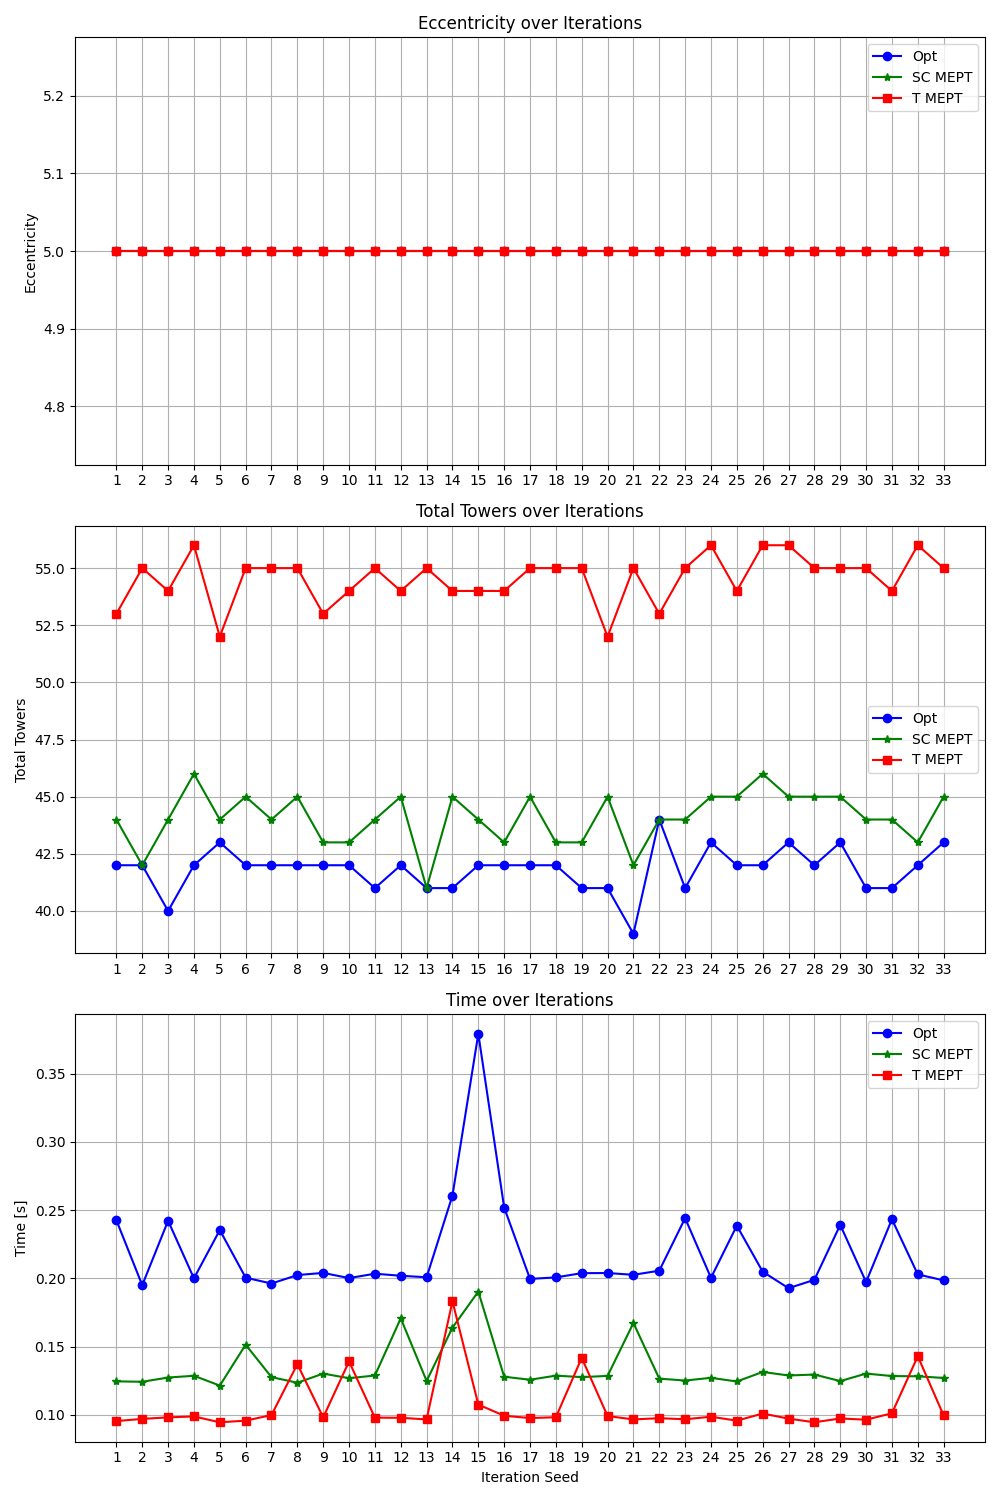 Eccentricity over Iterations
Opt
SC MEPT
T MEPT
5.2
5.1
5.0
4.9
4.8
Eccentricity
1 2 3 4 5 6 7 8 9 10 11 12 13 14 15 16 17 18 19 20 21 22 23 24 25 26 27 28 29 30 31 32 33
Total Towers over Iterations
55.0
52.5
50.0
47.5
45.0
42.5
40.0
Total Towers
Opt
SC MEPT
T MEPT
1 2 3 4 5 6 7 8 9 10 11 12 13 14 15 16 17 18 19 20 21 22 23 24 25 26 27 28 29 30 31 32 33
Time over Iterations
Opt
SC MEPT
T MEPT
0.35
0.30
0.25
0.20
0.15
0.10
Time [s]
1 2 3 4 5 6 7 8 9 10 11 12 13 14 15 16 17 18 19 20 21 22 23 24 25 26 27 28 29 30 31 32 33
Iteration Seed